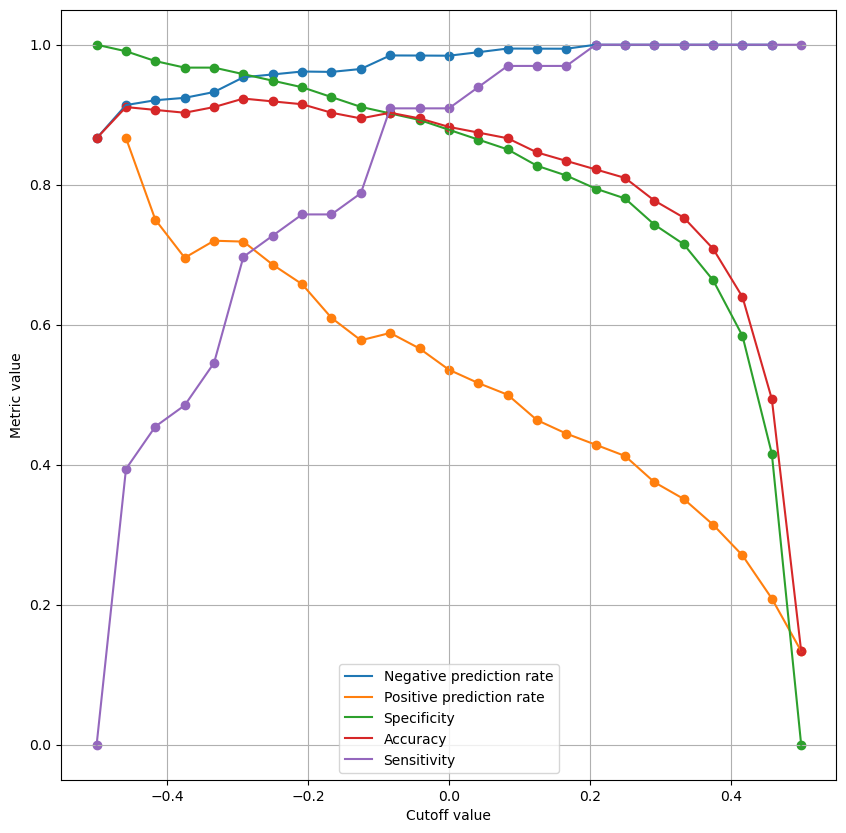 1.0
0.8
0.6
0.4
0.2
0.0
Metric value
Negative prediction rate
Positive prediction rate
Specificity
Accuracy
Sensitivity
−0.4 −0.2 0.0 0.2 0.4
Cutoff value